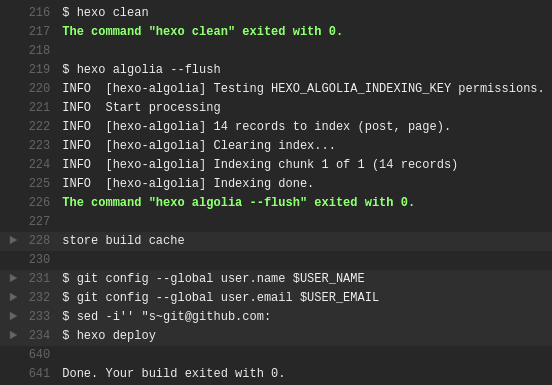 216 $ hexo clean
217 The command "hexo clean" exited with 0.
218
219 $ hexo algolia --flush
220 INFO  [hexo-algolia] Testing HEXO_ALGOLIA_INDEXING_KEY permissions.
221 INFO  Start processing
222 INFO  [hexo-algolia] 14 records to index (post, page).
223 INFO  [hexo-algolia] Clearing index...
224 INFO  [hexo-algolia] Indexing chunk 1 of 1 (14 records)
225 INFO  [hexo-algolia] Indexing done.
226 The command "hexo algolia --flush" exited with 0.
227
228 store build cache
230
231 $ git config --global user.name $USER_NAME
232 $ git config --global user.email $USER_EMAIL
233 $ sed -i'' "s~git@github.com:
234 $ hexo deploy
640
641 Done. Your build exited with 0.